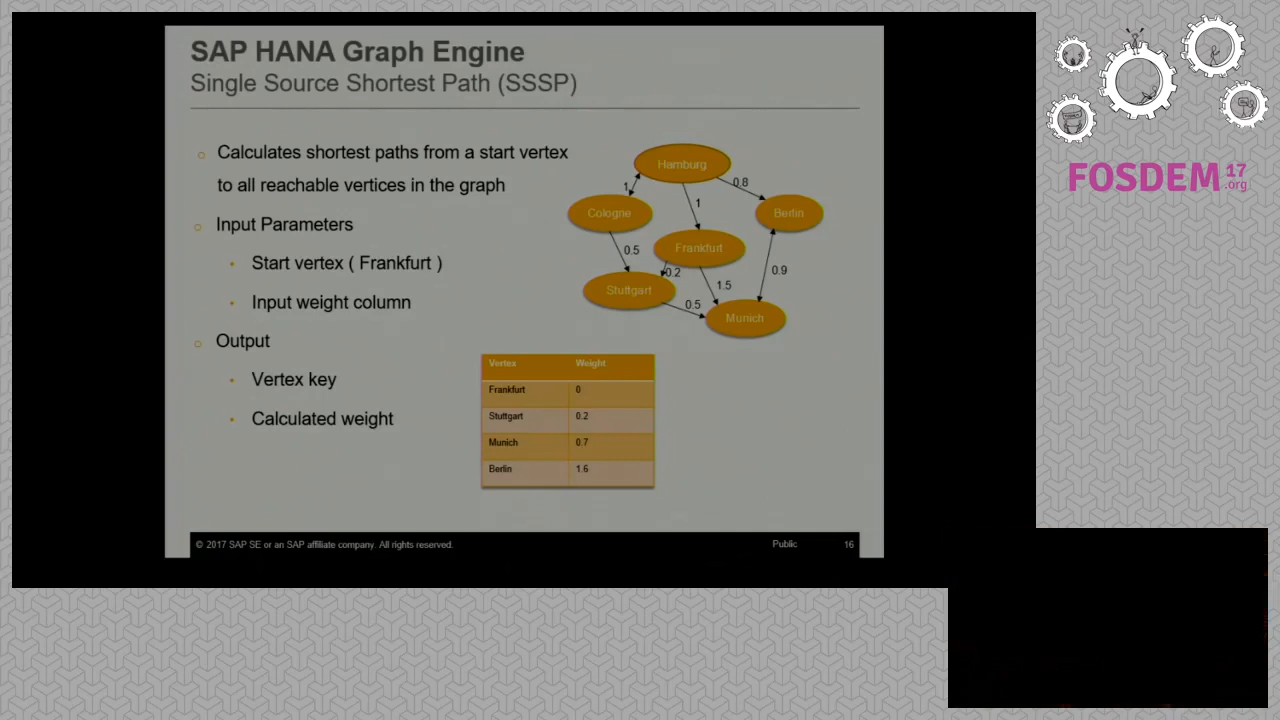 SAP HANA Graph Engine
Single Source Shortest Path (SSSP)
Calculates shortest paths from a start vertex
to all reachable vertices in the graph
Input Parameters
Start vertex ( Frankfurt )
Input weight column
Output
Vertex key
Calculated weight
Hamburg
0.8
1
Cologne
1
Berlin
Frankfurt
0.5
0.2
0.9
1.5
Stuttgart
0.5
Munich
Vertex Weight
Frankfurt 0
Stuttgart 0.2
Munich 0.7
Berlin 1.6
© 2017 SAP SE or an SAP affiliate company. All rights reserved.
Public
16
FOSDEM 17
.org